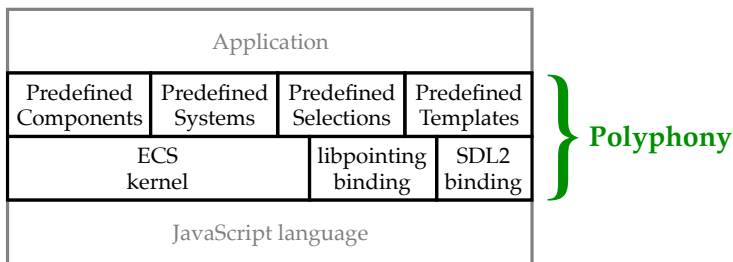 Application
Predefined Components
Predefined Systems
Predefined Selections
Predefined Templates
Polyphony
ECS kernel
libpointing binding
SDL2 binding
JavaScript language